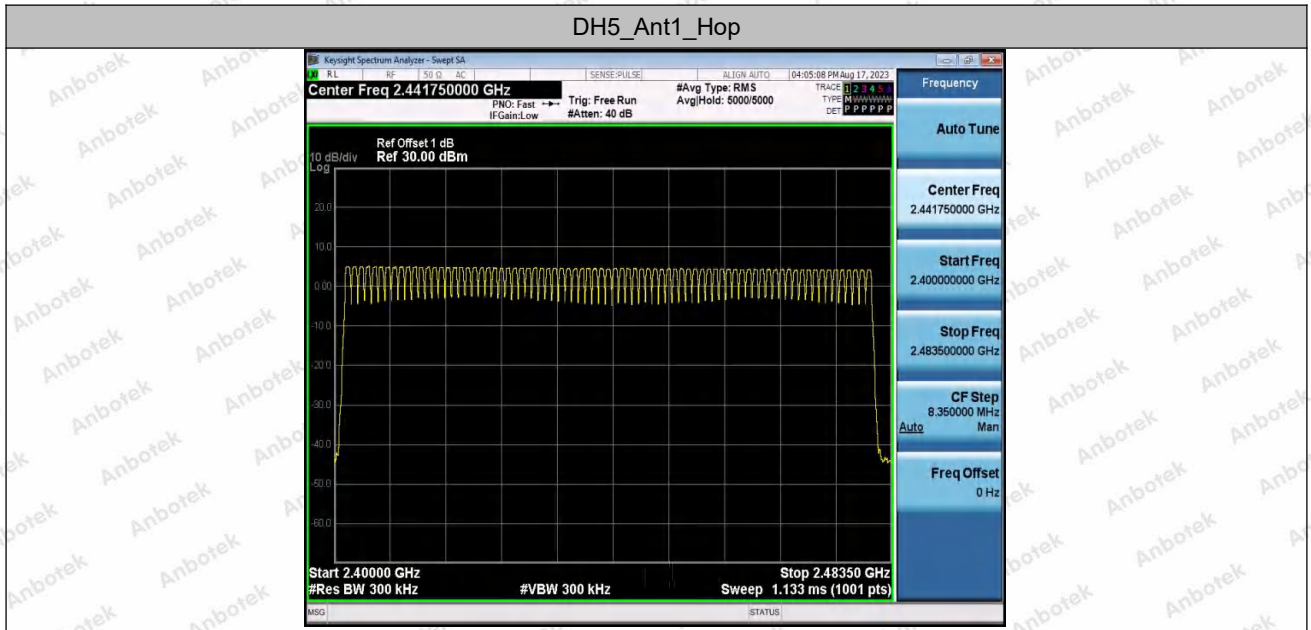 DH5_Ant1_Hop
Keysight Spectrum Analyzer - Swept SA
RL RF 50 Ω AC SENSE:PULSE ALIGN AUTO 04:05:08 PM Aug 17, 2023
Center Freq 2.441750000 GHz
PNO: Fast
IFGain:Low
Trig: Free Run
#Atten: 40 dB
#Avg Type: RMS
Avg|Hold: 5000/5000
TRACE 1 2 3 4 5 6
TYPE MWWWWW
DET P P P P P P
Ref Offset 1 dB
10 dB/div Ref 30.00 dBm
Log
20.0
10.0
0.00
-10.0
-20.0
-30.0
-40.0
-50.0
-60.0
Start 2.40000 GHz Stop 2.48350 GHz
#Res BW 300 kHz #VBW 300 kHz Sweep 1.133 ms (1001 pts)
MSG STATUS
Frequency
Auto Tune
Center Freq
2.441750000 GHz
Start Freq
2.400000000 GHz
Stop Freq
2.483500000 GHz
CF Step
8.350000 MHz
Auto Man
Freq Offset
0 Hz
Anbotek